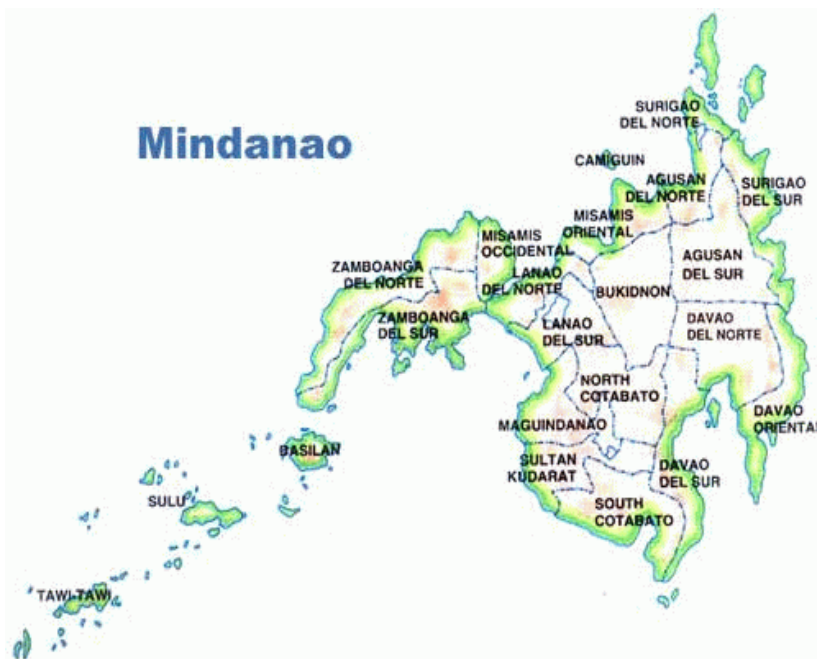 Mindanao
SURIGAO
DEL NORTE
CAMIGUIN
AGUSAN
DEL NORTE
SURIGAO
DEL SUR
MISAMIS
ORIENTAL
MISAMIS
OCCIDENTAL
AGUSAN
DEL SUR
ZAMBOANGA
DEL NORTE
LANAO
DEL NORTE
BUKIDNON
ZAMBOANGA
DEL SUR
LANAO
DEL SUR
DAVAO
DEL NORTE
NORTH
COTABATO
MAGUINDANAO
DAVAO
ORIENTAL
BASILAN
SULTAN
KUDARAT
DAVAO
DEL SUR
SULU
SOUTH
COTABATO
TAWI-TAWI